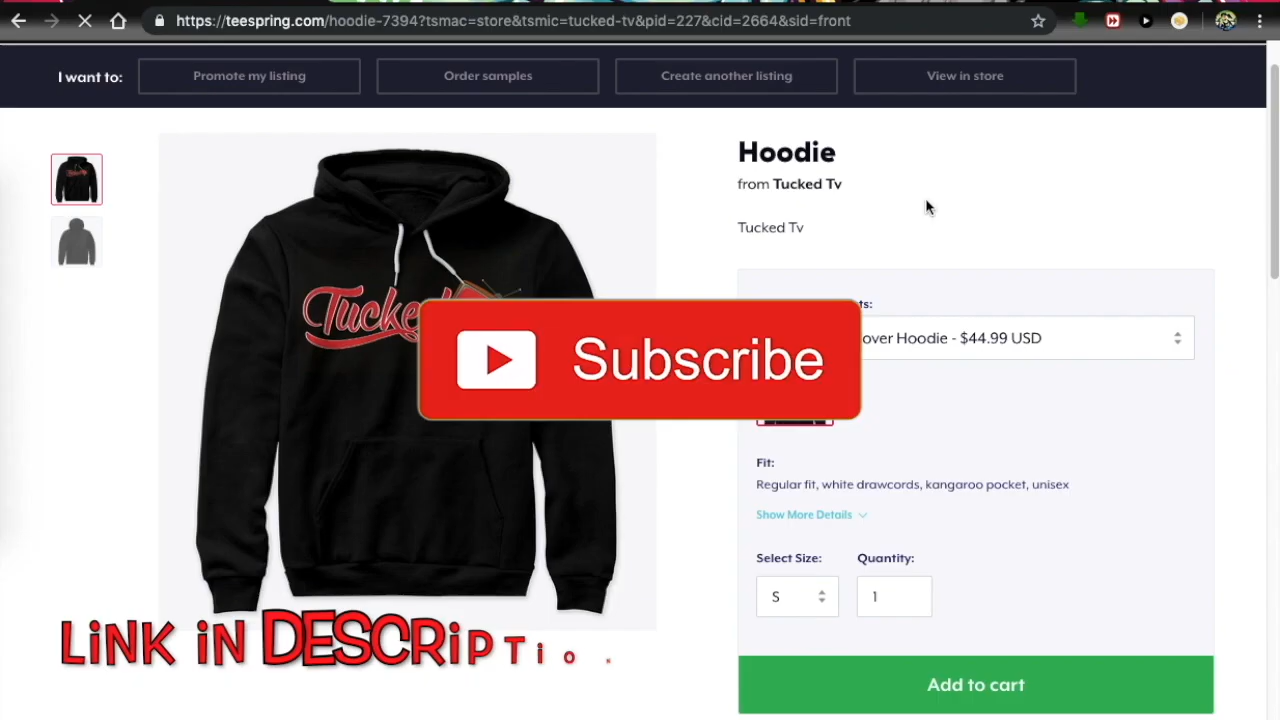 https://teespring.com/hoodie-7394?tsmac=store&tsmic=tucked-tv&pid=227&cid=2664&sid=front
I want to:
Promote my listing
Order samples
Create another listing
View in store
Hoodie
from Tucked Tv
Tucked Tv
Tucke
ts:
over Hoodie - $44.99 USD
Subscribe
Fit:
Regular fit, white drawcords, kangaroo pocket, unisex
Show More Details
Select Size:
Quantity:
S
1
LiNK iN DESCRiPTio
Add to cart